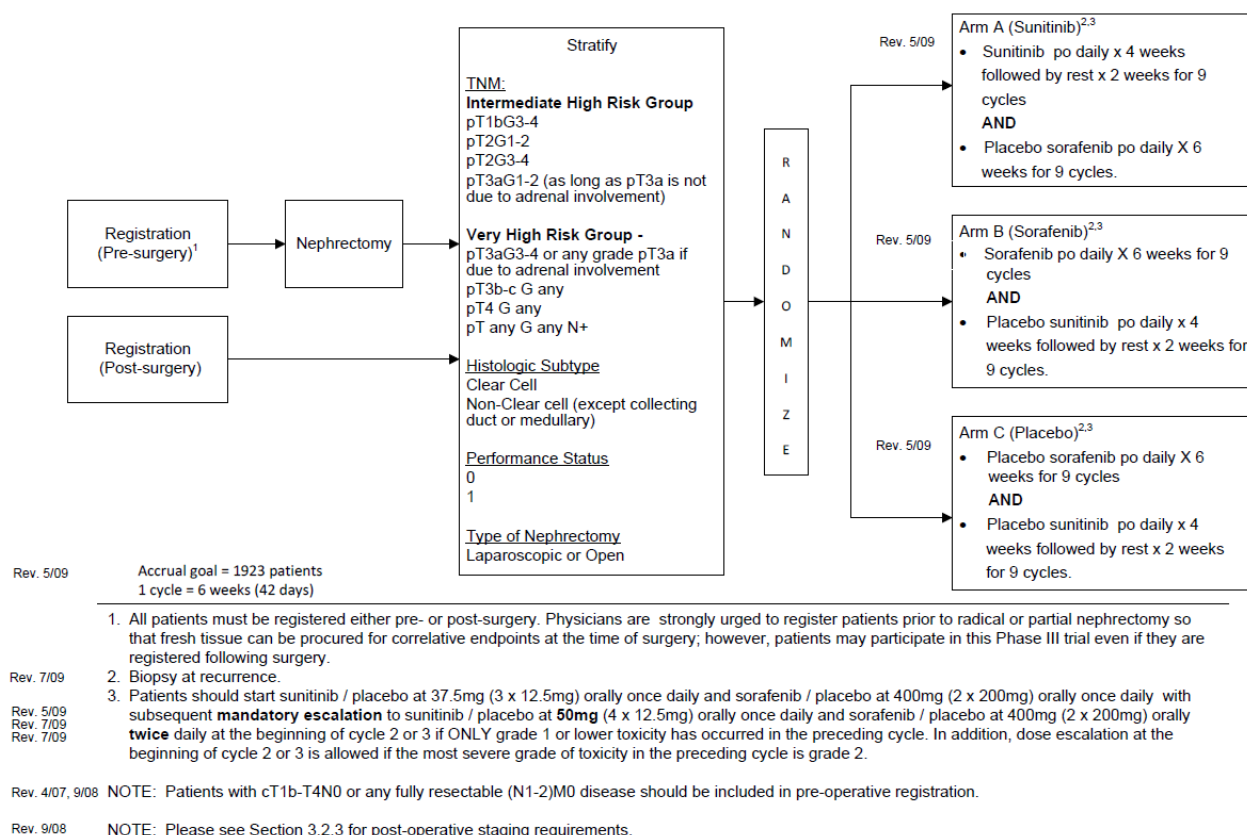 Registration
(Pre-surgery)1
Nephrectomy
Registration
(Post-surgery)
Stratify
TNM:
Intermediate High Risk Group
pT1bG3-4
pT2G1-2
pT2G3-4
pT3aG1-2 (as long as pT3a is not
due to adrenal involvement)
Very High Risk Group -
pT3aG3-4 or any grade pT3a if
due to adrenal involvement
pT3b-c G any
pT4 G any
pT any G any N+
Histologic Subtype
Clear Cell
Non-Clear cell (except collecting
duct or medullary)
Performance Status
0
1
Type of Nephrectomy
Laparoscopic or Open
R
A
N
D
O
M
I
Z
E
Rev. 5/09
Arm A (Sunitinib)2,3
• Sunitinib po daily x 4 weeks
followed by rest x 2 weeks for 9
cycles
AND
• Placebo sorafenib po daily X 6
weeks for 9 cycles.
Rev. 5/09
Arm B (Sorafenib)2,3
• Sorafenib po daily X 6 weeks for 9
cycles
AND
• Placebo sunitinib po daily x 4
weeks followed by rest x 2 weeks for
9 cycles.
Rev. 5/09
Arm C (Placebo)2,3
• Placebo sorafenib po daily X 6
weeks for 9 cycles
AND
• Placebo sunitinib po daily x 4
weeks followed by rest x 2 weeks
for 9 cycles.
Rev. 5/09
Accrual goal = 1923 patients
1 cycle = 6 weeks (42 days)
1. All patients must be registered either pre- or post-surgery. Physicians are strongly urged to register patients prior to radical or partial nephrectomy so
that fresh tissue can be procured for correlative endpoints at the time of surgery; however, patients may participate in this Phase III trial even if they are
registered following surgery.
Rev. 7/09
2. Biopsy at recurrence.
3. Patients should start sunitinib / placebo at 37.5mg (3 x 12.5mg) orally once daily and sorafenib / placebo at 400mg (2 x 200mg) orally once daily with
Rev. 5/09
subsequent mandatory escalation to sunitinib / placebo at 50mg (4 x 12.5mg) orally once daily and sorafenib / placebo at 400mg (2 x 200mg) orally
Rev. 7/09
twice daily at the beginning of cycle 2 or 3 if ONLY grade 1 or lower toxicity has occurred in the preceding cycle. In addition, dose escalation at the
Rev. 7/09
beginning of cycle 2 or 3 is allowed if the most severe grade of toxicity in the preceding cycle is grade 2.
Rev. 4/07, 9/08 NOTE: Patients with cT1b-T4N0 or any fully resectable (N1-2)M0 disease should be included in pre-operative registration.
Rev. 9/08 NOTE: Please see Section 3.2.3 for post-operative staging requirements.